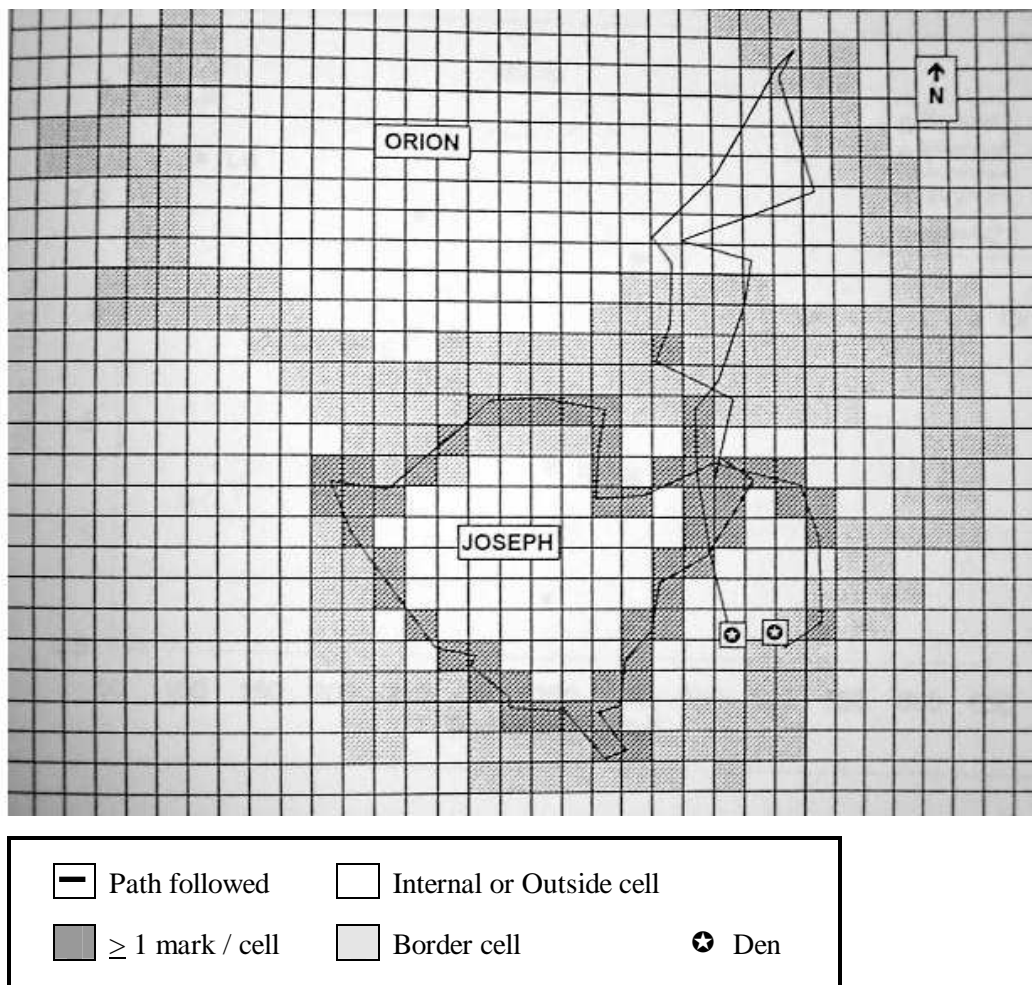 N
ORION
JOSEPH
Path followed
Internal or Outside cell
≥ 1 mark / cell
Border cell
Den